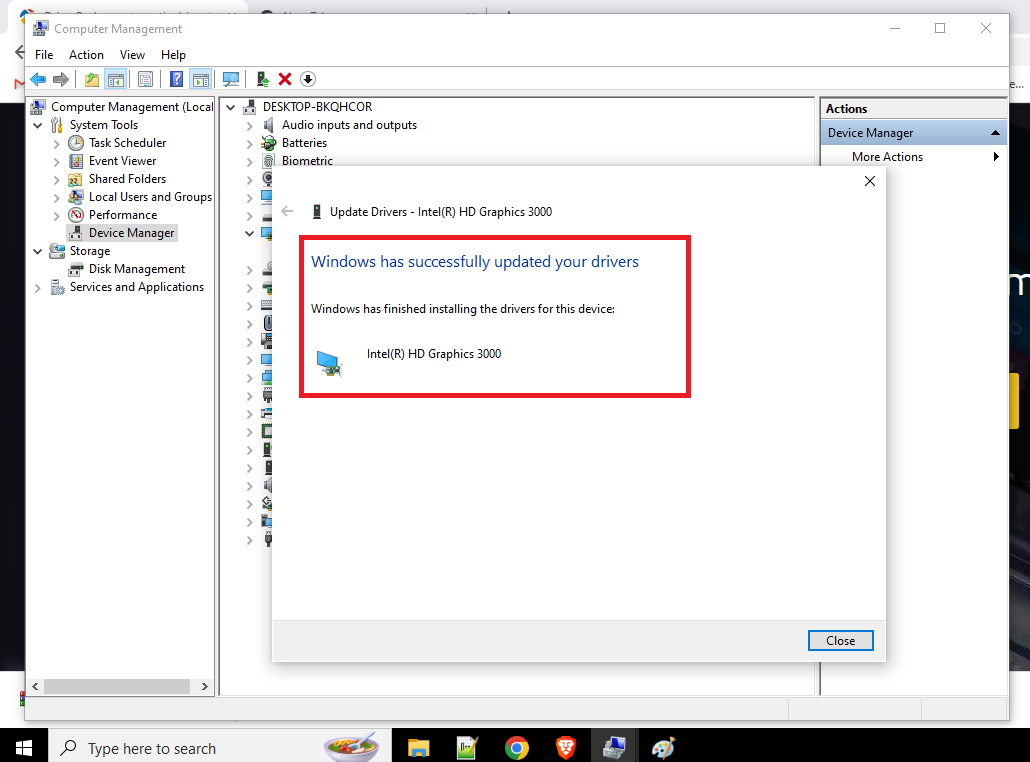 Computer Management
File Action View Help
Computer Management (Local
System Tools
Task Scheduler
Event Viewer
Shared Folders
Local Users and Groups
Performance
Device Manager
Storage
Disk Management
Services and Applications
DESKTOP-BKQHCOR
Audio inputs and outputs
Batteries
Biometric
Actions
Device Manager
More Actions
Update Drivers - Intel(R) HD Graphics 3000
Windows has successfully updated your drivers
Windows has finished installing the drivers for this device:
Intel(R) HD Graphics 3000
Close
Type here to search